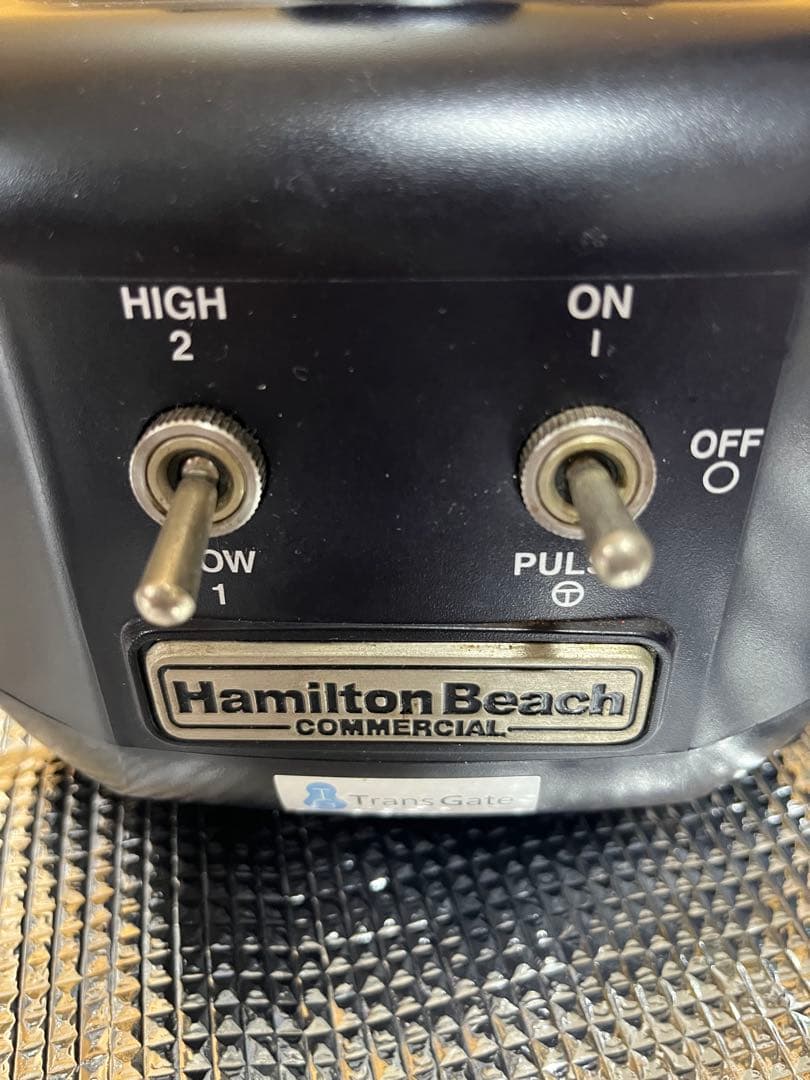 HIGH
2
ON
I
OFF
OW
1
PULS
Hamilton Beach
COMMERCIAL
TransGate